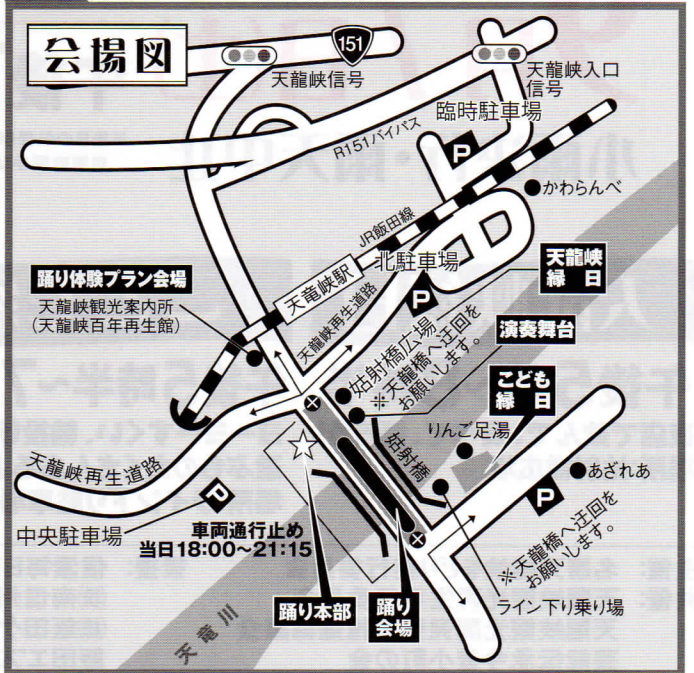 会場図
151
天龍峡信号
天龍峡入口
信号
臨時駐車場
R151バイパス
P
かわらんべ
JR飯田線
天竜峡駅
北駐車場
P
天龍峡
縁日
踊り体験プラン会場
天龍峡観光案内所
(天龍峡百年再生館)
天龍峡再生道路
姑射橋広場
※天龍橋へ迂回を
お願いします。
演奏舞台
こども
縁日
りんご足湯
姑射橋
あざれあ
P
天龍峡再生道路
P
中央駐車場
車両通行止め
当日18:00〜21:15
※天龍橋へ迂回を
お願いします。
ライン下り乗り場
踊り本部
踊り
会場
天竜川